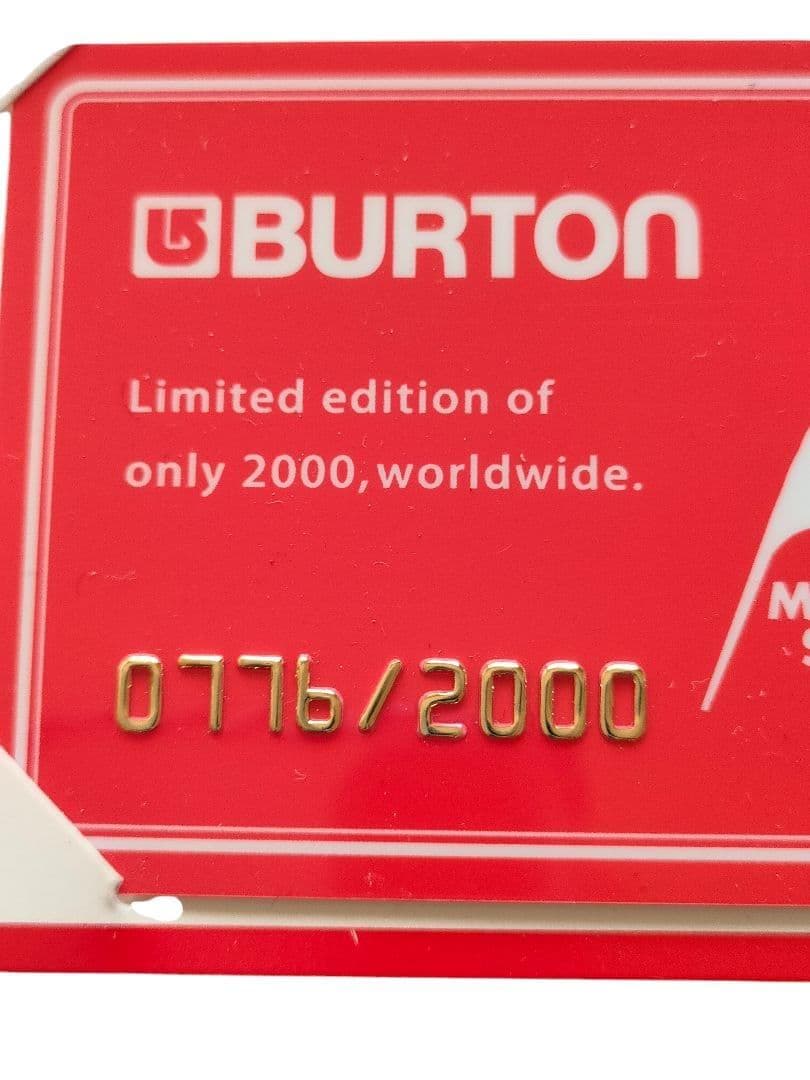 BURTON
Limited edition of
only 2000, worldwide.
0776/2000